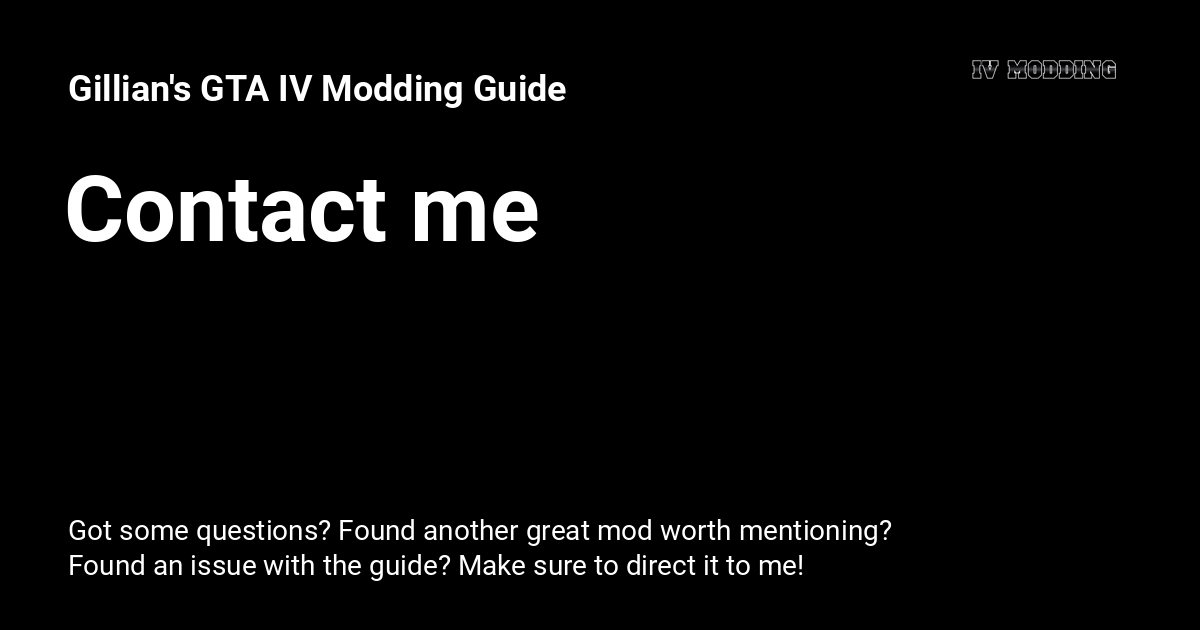 Gillian's GTA IV Modding Guide
IV MODDING
Contact me
Got some questions? Found another great mod worth mentioning?
Found an issue with the guide? Make sure to direct it to me!